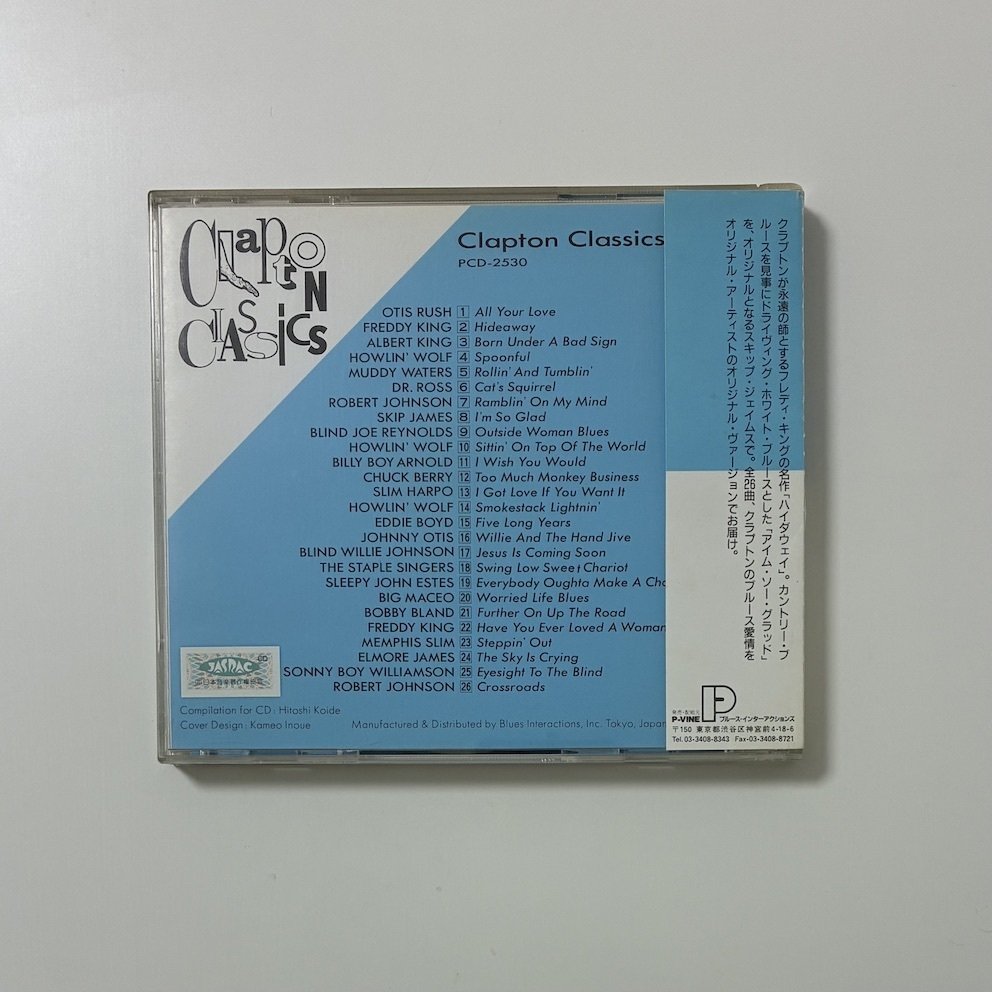 Clapton
Classics
Clapton Classics
PCD-2530
OTIS RUSH 1 All Your Love
FREDDY KING 2 Hideaway
ALBERT KING 3 Born Under A Bad Sign
HOWLIN' WOLF 4 Spoonful
MUDDY WATERS 5 Rollin' And Tumblin'
DR. ROSS 6 Cat's Squirrel
ROBERT JOHNSON 7 Ramblin' On My Mind
SKIP JAMES 8 I'm So Glad
BLIND JOE REYNOLDS 9 Outside Woman Blues
HOWLIN' WOLF 10 Sittin' On Top Of The World
BILLY BOY ARNOLD 11 I Wish You Would
CHUCK BERRY 12 Too Much Monkey Business
SLIM HARPO 13 I Got Love If You Want It
HOWLIN' WOLF 14 Smokestack Lightnin'
EDDIE BOYD 15 Five Long Years
JOHNNY OTIS 16 Willie And The Hand Jive
BLIND WILLIE JOHNSON 17 Jesus Is Coming Soon
THE STAPLE SINGERS 18 Swing Low Sweet Chariot
SLEEPY JOHN ESTES 19 Everybody Oughta Make A
BIG MACEO 20 Worried Life Blues
BOBBY BLAND 21 Further On Up The Road
FREDDY KING 22 Have You Ever Loved A Woman
MEMPHIS SLIM 23 Steppin' Out
ELMORE JAMES 24 The Sky Is Crying
SONNY BOY WILLIAMSON 25 Eyesight To The Blind
ROBERT JOHNSON 26 Crossroads
JASRAC
Compilation for CD : Hitoshi Koide
Cover Design : Kameo Inoue
Manufactured & Distributed by Blues Interactions, Inc. Tokyo, Japan
クラプトンが永遠の師とするフレディ・キングの名作「ハイダウェイ」。カントリー・ブ
ルースを見事にドライヴィング・ホワイト・ブルースとした「アイム・ソー・グラッド」
を、オリジナルとなるスキップ・ジェイムスで。全26曲、クラプトンのブルース愛情を
オリジナル・アーティストのオリジナル・ヴァージョンでお届け。
発売・配給元
P-VINE ブルース・インターアクションズ
〒150 東京都渋谷区神宮前4-18-6
Tel. 03-3408-8343 Fax-03-3408-8721